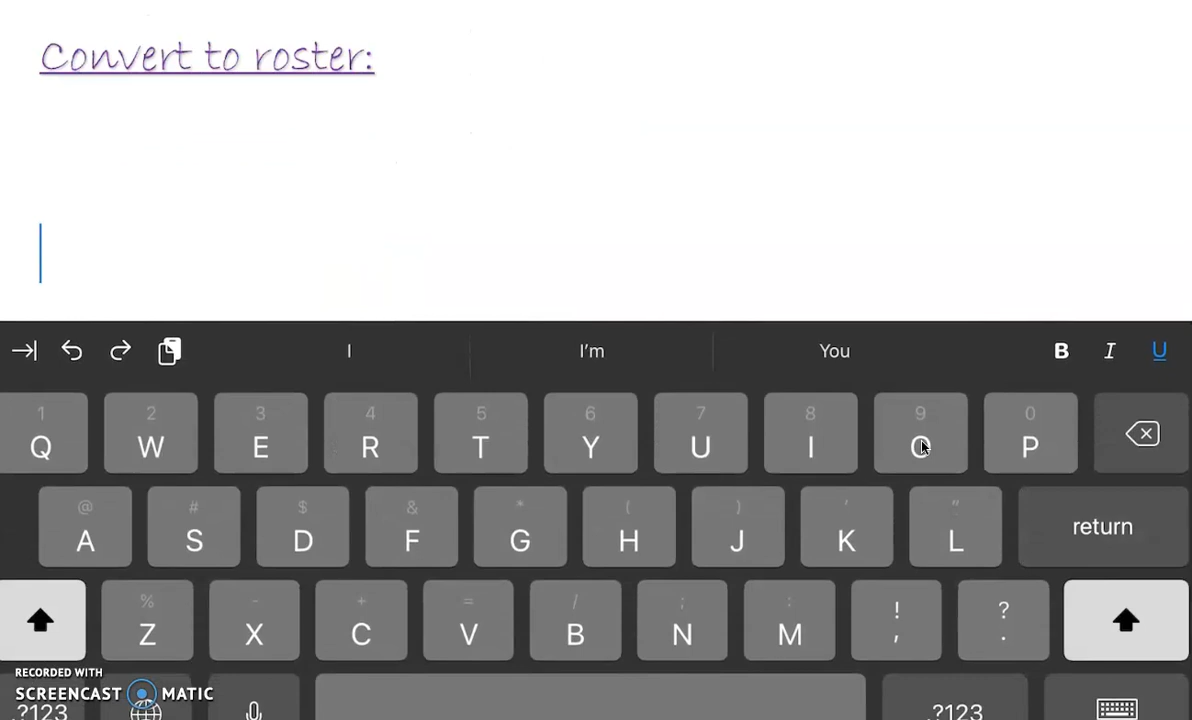 Convert to roster:
I I'm You B I U
1 2 3 4 5 6 7 8 9 0
Q W E R T Y U I O P
@ # $ & * ( ) ' "
A S D F G H J K L return
% - + = / ; : ! ?
Z X C V B N M , .
RECORDED WITH
SCREENCAST MATIC
.?123 .?123